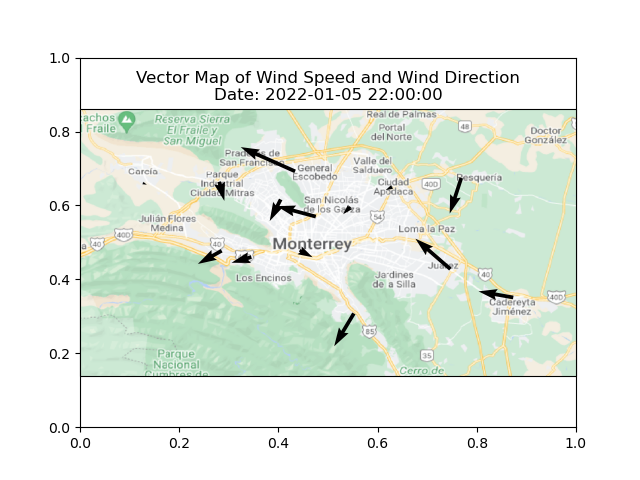 1.0
Vector Map of Wind Speed and Wind Direction
Date: 2022-01-05 22:00:00
achos
Fraile
Reserva Sierra
El Fraile y
San Miguel
Real de Palmas
Portal
del Norte
48
Doctor
González
0.8
García
San Francisco
General
Escobedo
Valle del
Salduero
Parque
Ciudad Mitras
Ciudad
Apodaca
40D
Pesquería
0.6
Julián Flores
Medina
San Nicolás
de los Garza
54
Loma la Paz
40
40D
40
Monterrey
0.4
Los Encinos
Jardines
de la Silla
Juárez
40
40D
Cadereyta
Jiménez
85
35
0.2
Parque
Nacional
Cumbres de
Cerro de
0.0
0.0 0.2 0.4 0.6 0.8 1.0